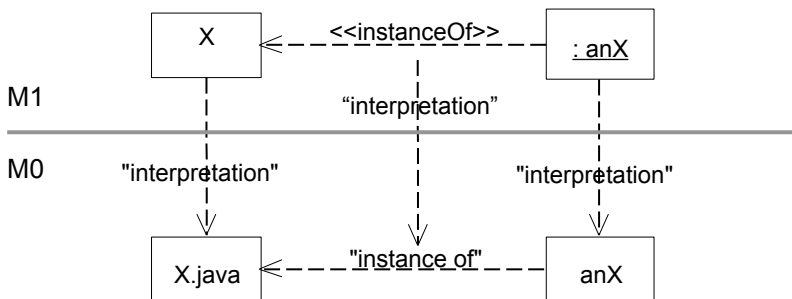 X
<<instanceOf>>
: anX
M1
“interpretation”
M0
"interpretation"
"interpretation"
X.java
"instance of"
anX